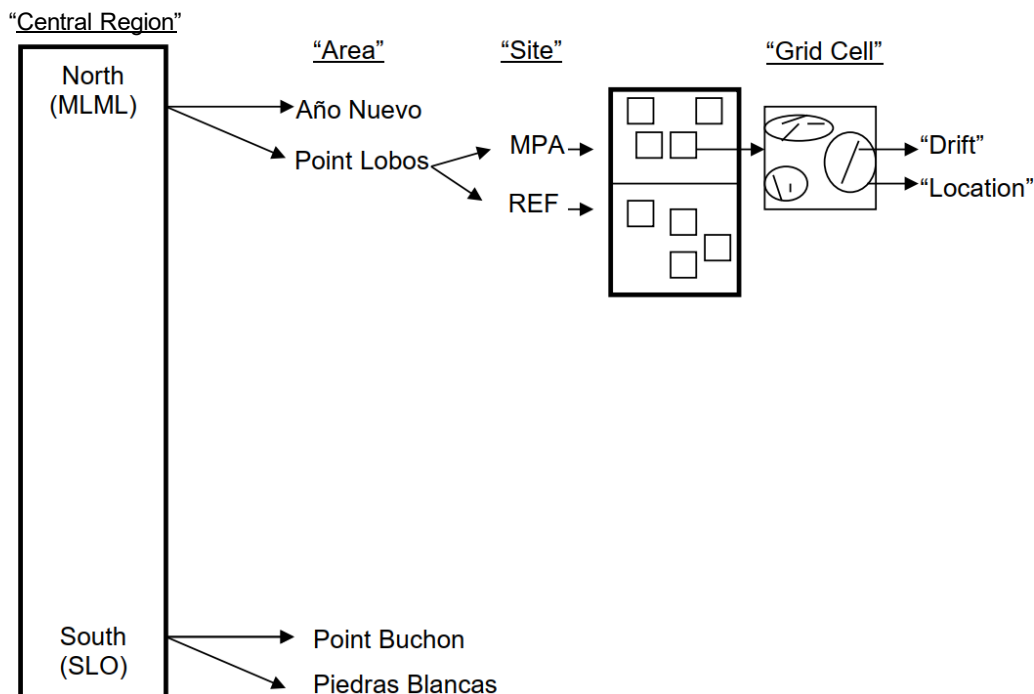 “Central Region”
“Area”
“Site”
“Grid Cell”
North
(MLML)
Año Nuevo
Point Lobos
MPA
REF
“Drift”
“Location”
South
(SLO)
Point Buchon
Piedras Blancas